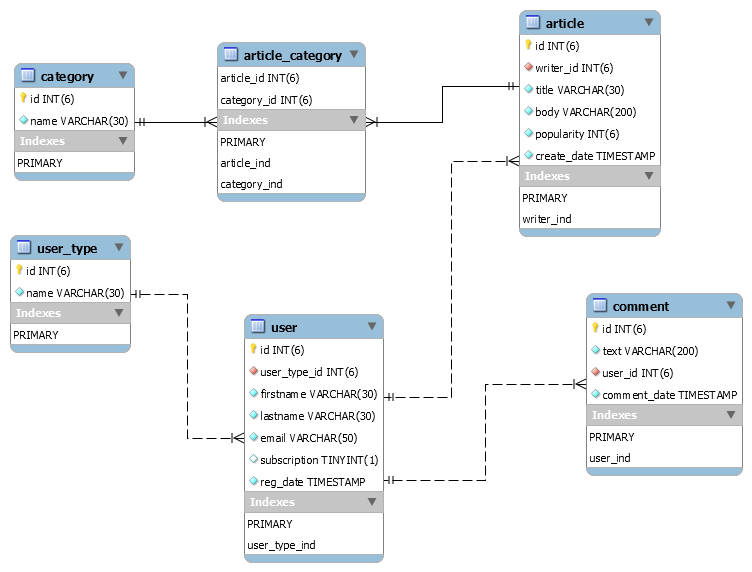 category
id INT(6)
name VARCHAR(30)
Indexes
PRIMARY
article_category
article_id INT(6)
category_id INT(6)
Indexes
PRIMARY
article_ind
category_ind
article
id INT(6)
writer_id INT(6)
title VARCHAR(30)
body VARCHAR(200)
popularity INT(6)
create_date TIMESTAMP
Indexes
PRIMARY
writer_ind
user_type
id INT(6)
name VARCHAR(30)
Indexes
PRIMARY
user
id INT(6)
user_type_id INT(6)
firstname VARCHAR(30)
lastname VARCHAR(30)
email VARCHAR(50)
subscription TINYINT(1)
reg_date TIMESTAMP
Indexes
PRIMARY
user_type_ind
comment
id INT(6)
text VARCHAR(200)
user_id INT(6)
comment_date TIMESTAMP
Indexes
PRIMARY
user_ind